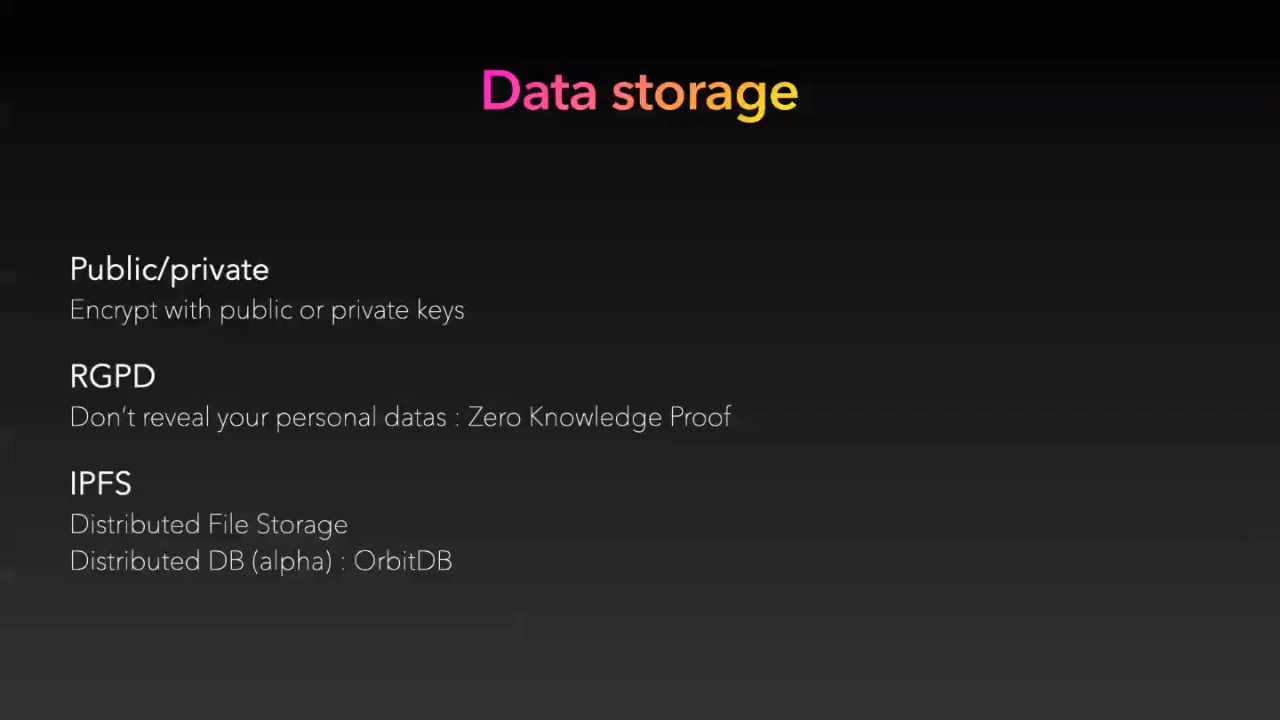 Data storage
Public/private
Encrypt with public or private keys
RGPD
Don't reveal your personal datas : Zero Knowledge Proof
IPFS
Distributed File Storage
Distributed DB (alpha) : OrbitDB